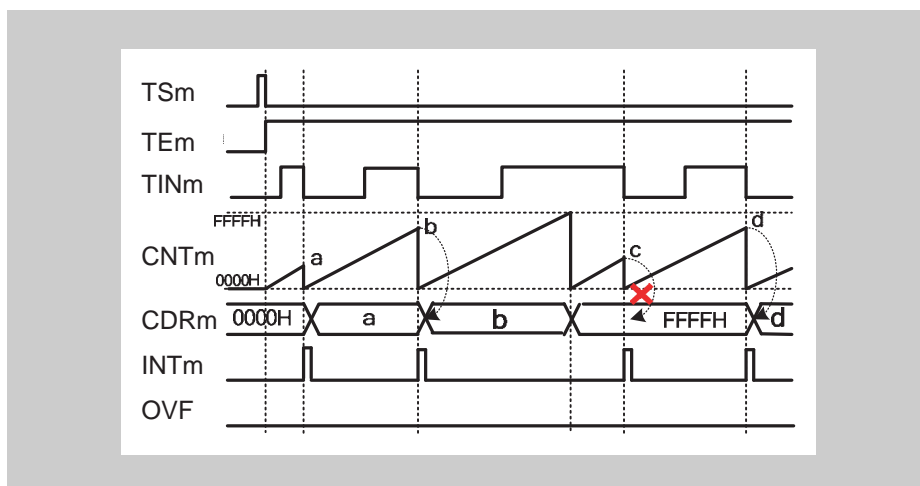 TSm
TEm
TINm
FFFFH
CNTm
0000H
a
b
c
d
CDRm
0000H
a
b
FFFFH
d
INTm
OVF